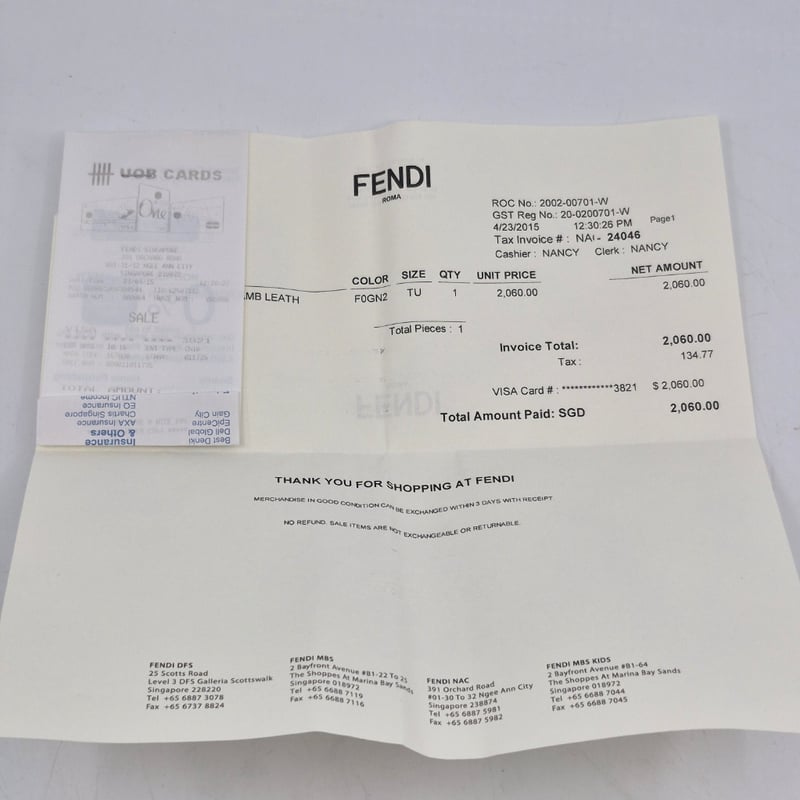 FENDI
ROMA
ROC No.: 2002-00701-W
GST Reg No.: 20-0200701-W
4/23/2015 12:30:26 PM Page1
Tax Invoice # : NAI- 24046
Cashier : NANCY Clerk : NANCY
COLOR SIZE QTY UNIT PRICE NET AMOUNT
MB LEATH F0GN2 TU 1 2,060.00 2,060.00
Total Pieces : 1
Invoice Total: 2,060.00
Tax : 134.77
VISA Card # : ************3821 $ 2,060.00
Total Amount Paid: SGD 2,060.00
THANK YOU FOR SHOPPING AT FENDI
MERCHANDISE IN GOOD CONDITION CAN BE EXCHANGED WITHIN 3 DAYS WITH RECEIPT.
NO REFUND. SALE ITEMS ARE NOT EXCHANGEABLE OR RETURNABLE.
FENDI DFS
25 Scotts Road
Level 3 DFS Galleria Scottswalk
Singapore 228220
Tel +65 6887 3078
Fax +65 6737 8824
FENDI MBS
2 Bayfront Avenue #B1-22 To 25
The Shoppes At Marina Bay Sands
Singapore 018972
Tel +65 6688 7119
Fax +65 6688 7116
FENDI NAC
391 Orchard Road
#01-30 To 32 Ngee Ann City
Singapore 238874
Tel +65 6887 5981
Fax +65 6887 5982
FENDI MBS KIDS
2 Bayfront Avenue #B1-64
The Shoppes At Marina Bay Sands
Singapore 018972
Tel +65 6688 7044
Fax +65 6688 7045
UOB CARDS
One
FENDI SINGAPORE
SALE
TOTAL AMOUNT:
Insurance
& Others
AXA Insurance
Chartis Singapore
EQ Insurance
NTUC Income
Best Denki
Dell Global
EpiCentre
Gain City